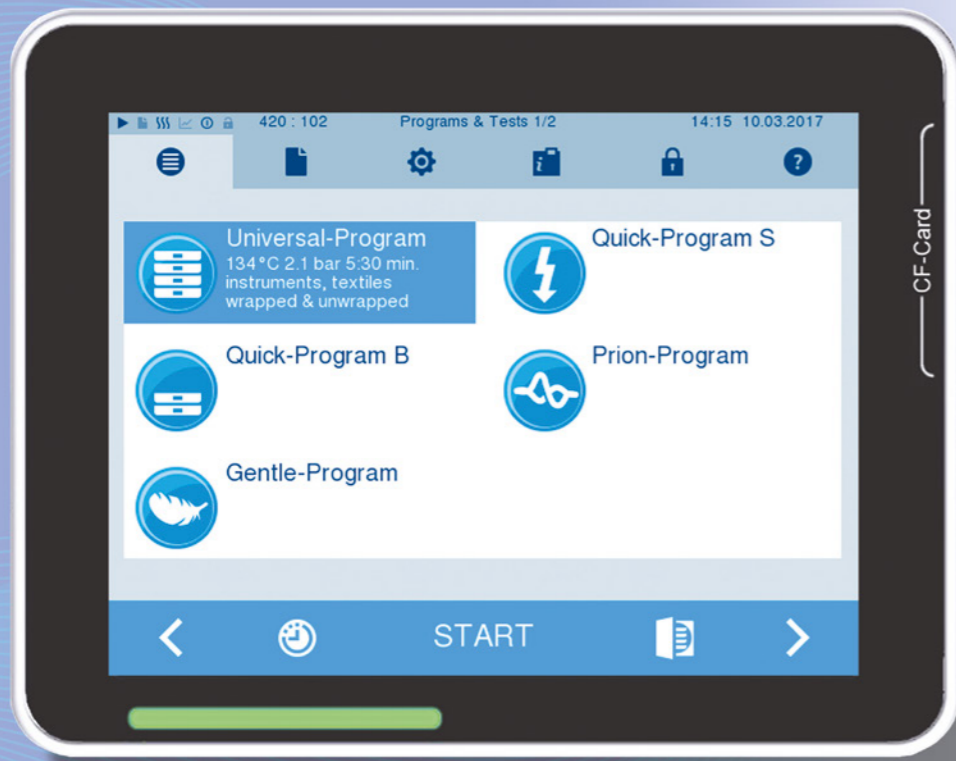 420 : 102 Programs & Tests 1/2 14:15 10.03.2017
Universal-Program
134°C 2.1 bar 5:30 min.
instruments, textiles
wrapped & unwrapped
Quick-Program S
Quick-Program B
Prion-Program
Gentle-Program
START
CF-Card